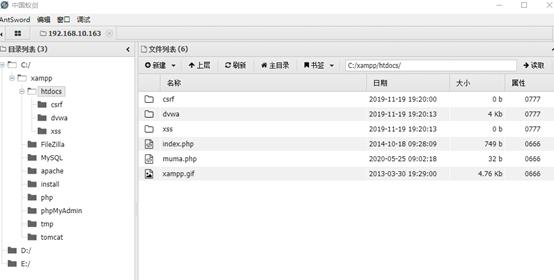 中国蚁剑
AntSword 编辑 窗口 调试
192.168.10.163
目录列表 (3)
文件列表 (6)
新建 上层 刷新 主目录 书签 C:/xampp/htdocs/ 读取
名称 日期 大小 属性
C:/
xampp
htdocs
csrf
dvwa
xss
FileZilla
MySQL
apache
install
php
phpMyAdmin
tmp
tomcat
D:/
E:/
csrf 2019-11-19 19:20:00 0 b 0777
dvwa 2019-11-19 19:20:13 4 Kb 0777
xss 2019-11-19 19:20:13 0 b 0777
index.php 2014-10-18 09:28:09 749 b 0666
muma.php 2020-05-25 09:02:18 32 b 0666
xampp.gif 2013-03-30 19:29:00 4.76 Kb 0666